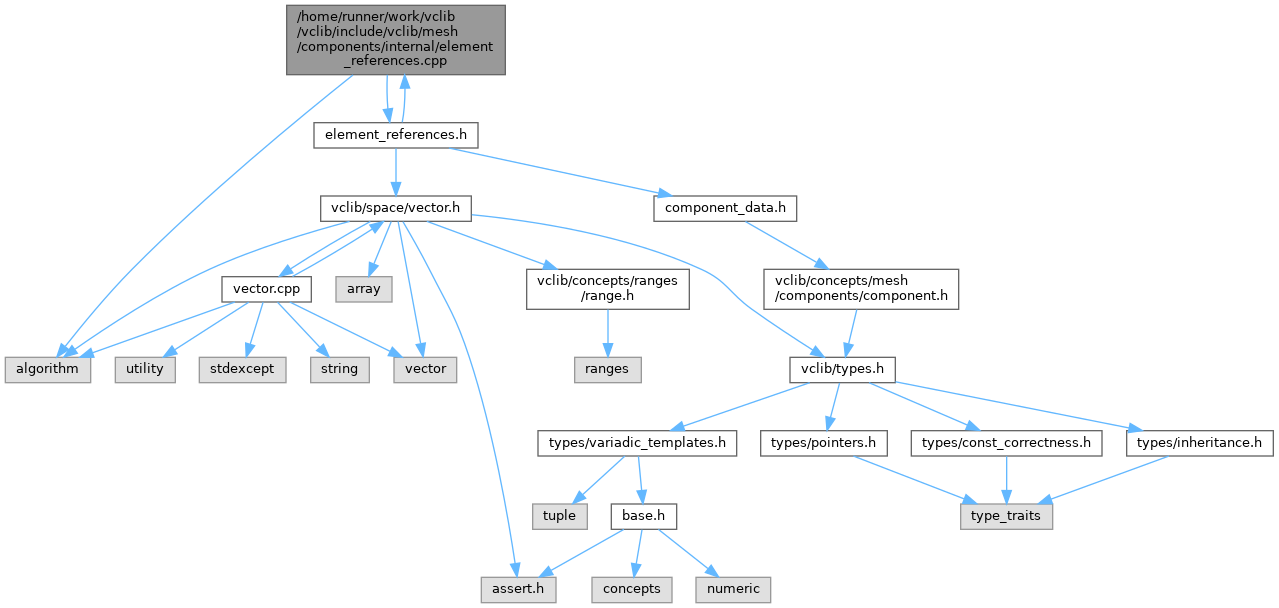 /home/runner/work/vclib
/vclib/include/vclib/mesh
/components/internal/element
_references.cpp
element_references.h
vclib/space/vector.h
component_data.h
vector.cpp
array
vclib/concepts/ranges
/range.h
vclib/concepts/mesh
/components/component.h
algorithm
utility
stdexcept
string
vector
ranges
vclib/types.h
types/variadic_templates.h
types/pointers.h
types/const_correctness.h
types/inheritance.h
tuple
base.h
type_traits
assert.h
concepts
numeric